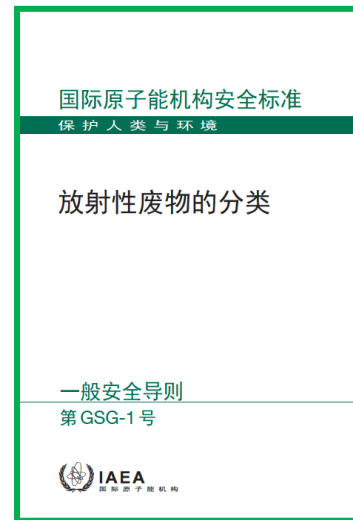 国际原子能机构安全标准
保护人类与环境
放射性废物的分类
一般安全导则
第 GSG-1 号
IAEA
国际原子能机构